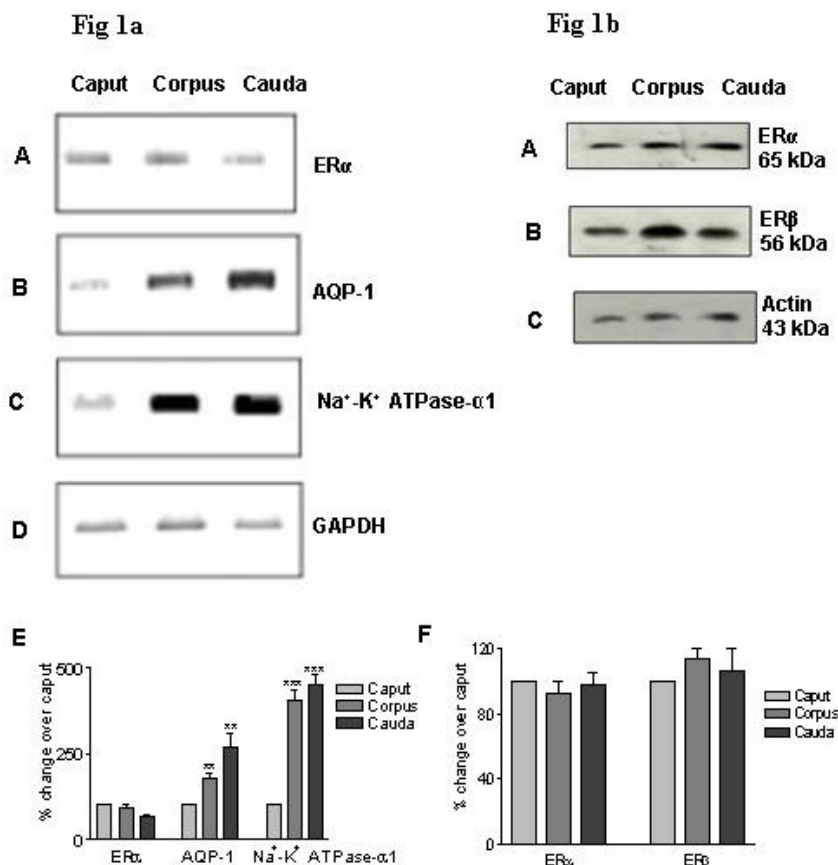 Fig 1a
Caput Corpus Cauda
A
ERα
B
AQP-1
C
Na⁺-K⁺ ATPase-α1
D
GAPDH
Fig 1b
Caput Corpus Cauda
A
ERα
65 kDa
B
ERβ
56 kDa
C
Actin
43 kDa
E
% change over caput
500
250
0
** ** *** ***
Caput
Corpus
Cauda
ERα AQP-1 Na⁺-K⁺ ATPase-α1
F
% change over caput
120
80
40
0
Caput
Corpus
Cauda
ERα ERβ